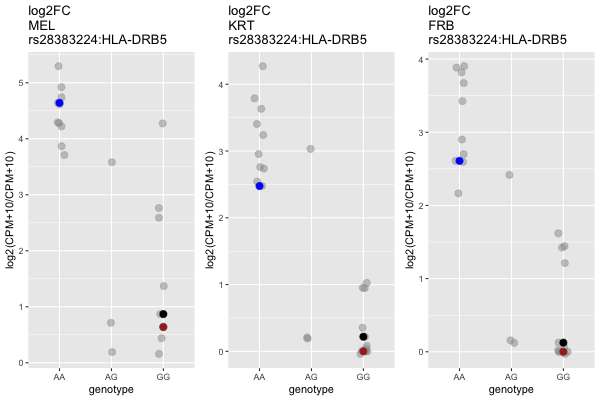 log2FC
MEL
rs28383224:HLA-DRB5
log2(CPM+10/CPM+10)
5
4
3
2
1
0
AA
AG
GG
genotype
log2FC
KRT
rs28383224:HLA-DRB5
log2(CPM+10/CPM+10)
4
3
2
1
0
AA
AG
GG
genotype
log2FC
FRB
rs28383224:HLA-DRB5
log2(CPM+10/CPM+10)
4
3
2
1
0
AA
AG
GG
genotype